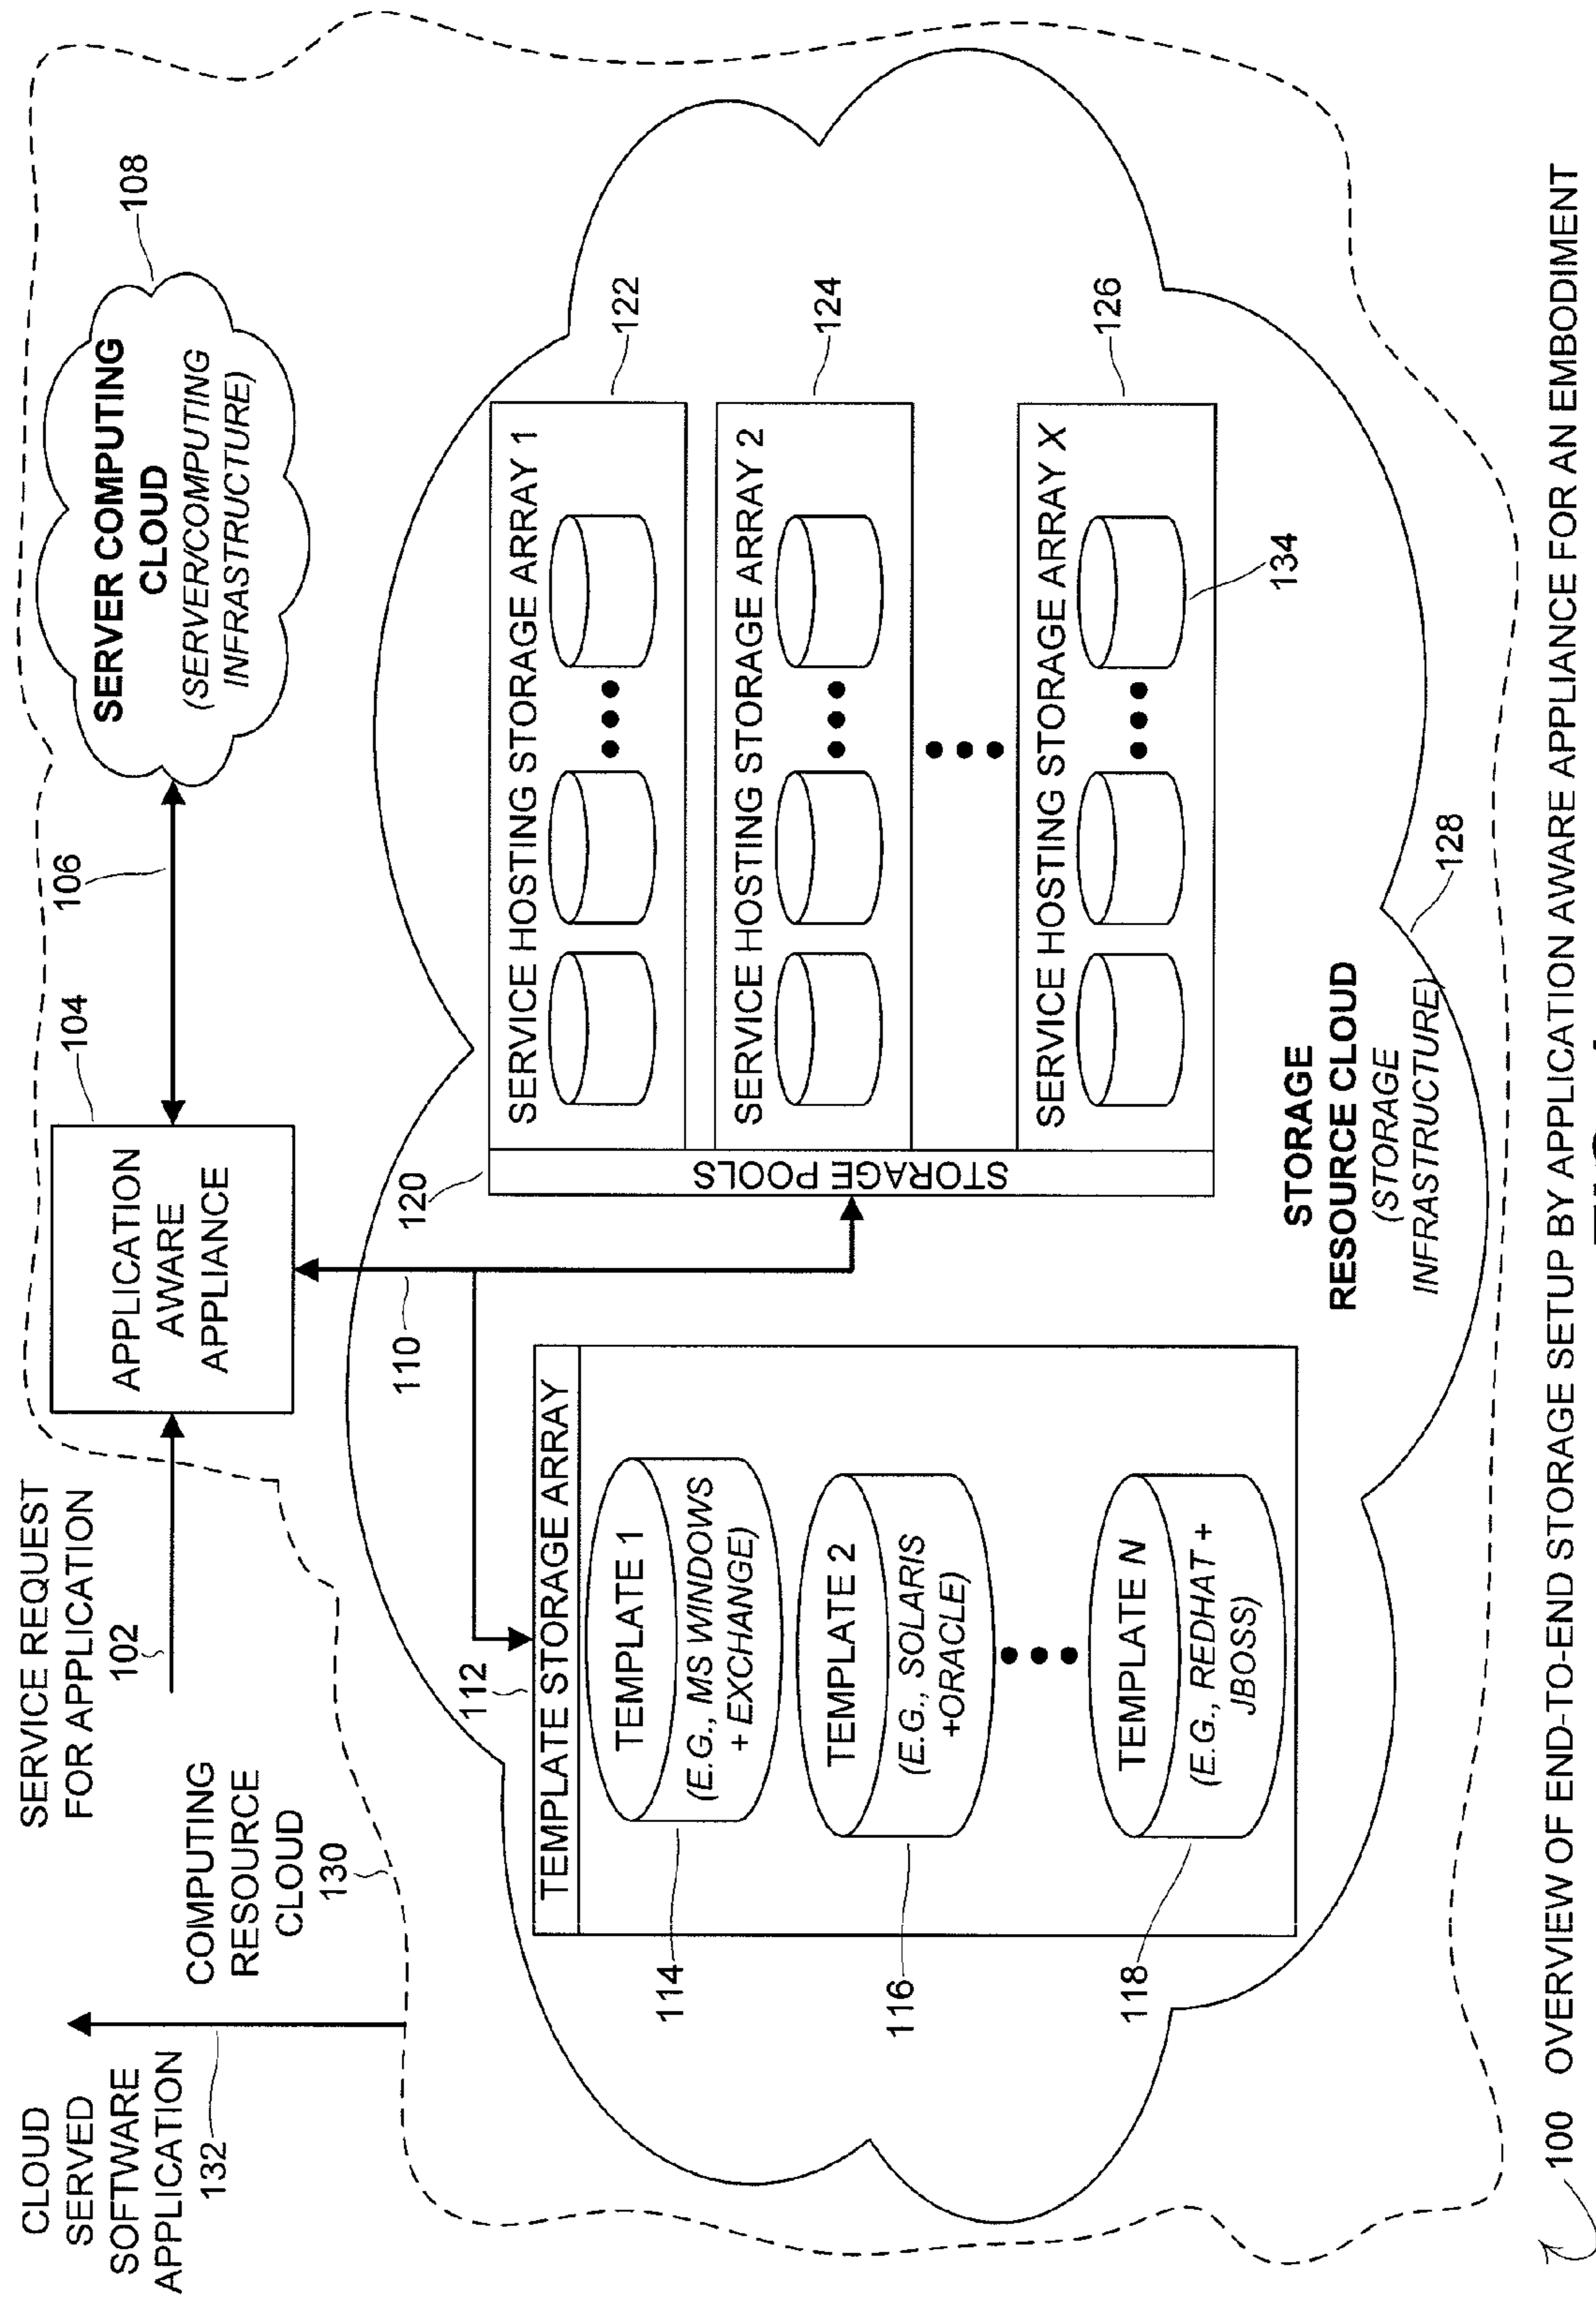 CLOUD
SERVED
SOFTWARE
APPLICATION
132
SERVICE REQUEST
FOR APPLICATION
102
COMPUTING
RESOURCE
CLOUD
130
104
APPLICATION
AWARE
APPLIANCE
106
108
SERVER COMPUTING
CLOUD
(SERVER/COMPUTING
INFRASTRUCTURE)
110
112
TEMPLATE STORAGE ARRAY
TEMPLATE 1
(E.G., MS WINDOWS
+ EXCHANGE)
114
TEMPLATE 2
(E.G., SOLARIS
+ORACLE)
116
TEMPLATE N
(E.G., REDHAT +
JBOSS)
118
120
STORAGE POOLS
SERVICE HOSTING STORAGE ARRAY 1
122
SERVICE HOSTING STORAGE ARRAY 2
124
SERVICE HOSTING STORAGE ARRAY X
126
134
STORAGE
RESOURCE CLOUD
(STORAGE
INFRASTRUCTURE)
128
100 OVERVIEW OF END-TO-END STORAGE SETUP BY APPLICATION AWARE APPLIANCE FOR AN EMBODIMENT